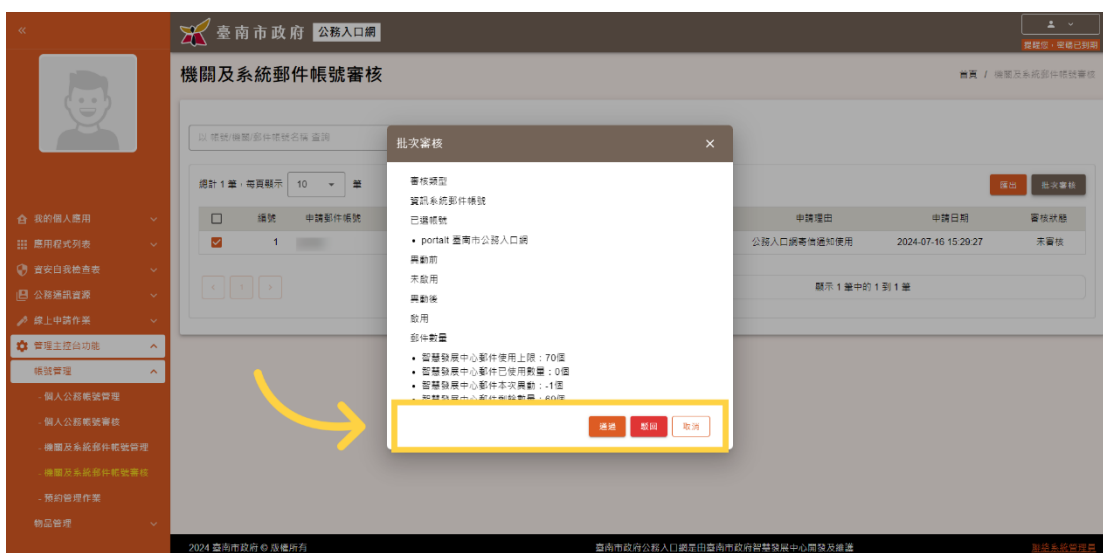 臺南市政府 公務入口網
機關及系統郵件帳號審核
首頁 / 機關及系統郵件帳號審核
以 帳號/機關/郵件帳號名稱 查詢
總計 1 筆，每頁顯示 10 筆
匯出 批次審核
編號 申請郵件帳號 申請理由 申請日期 審核狀態
1 公務入口網寄信通知使用 2024-07-16 15:29:27 未審核
顯示 1 筆中的 1 到 1 筆
我的個人應用
應用程式列表
資安自我檢查表
公務通訊資源
線上申請作業
管理主控台功能
帳號管理
- 個人公務帳號管理
- 個人公務帳號審核
- 機關及系統郵件帳號管理
- 機關及系統郵件帳號審核
- 預約管理作業
物品管理
批次審核 ×
審核類型
資訊系統郵件帳號
已選帳號
• portalt 臺南市公務入口網
異動前
未啟用
異動後
啟用
郵件數量
• 智慧發展中心郵件使用上限：70個
• 智慧發展中心郵件已使用數量：0個
• 智慧發展中心郵件本次異動：-1個
• 智慧發展中心郵件剩餘數量：69個
通過 駁回 取消
2024 臺南市政府 © 版權所有
臺南市政府公務入口網是由臺南市政府智慧發展中心開發及維護
聯絡系統管理員